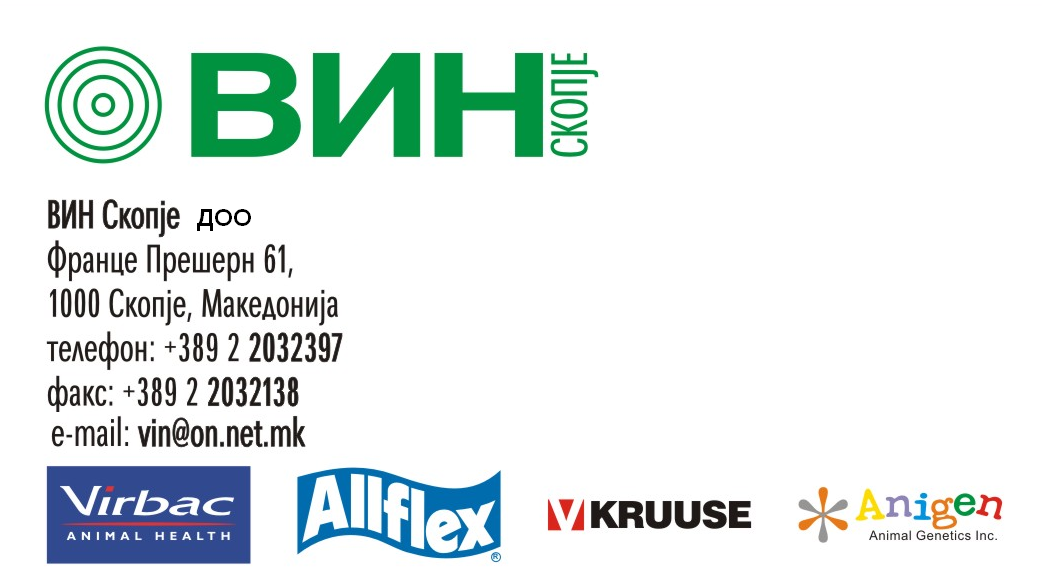 ВИН СКОПЈЕ
ВИН Скопје ДОО
Франце Прешерн 61,
1000 Скопје, Македонија
телефон: +389 2 2032397
факс: +389 2 2032138
e-mail: vin@on.net.mk
Virbac
ANIMAL HEALTH
Allflex®
KRUUSE
Anigen
Animal Genetics Inc.